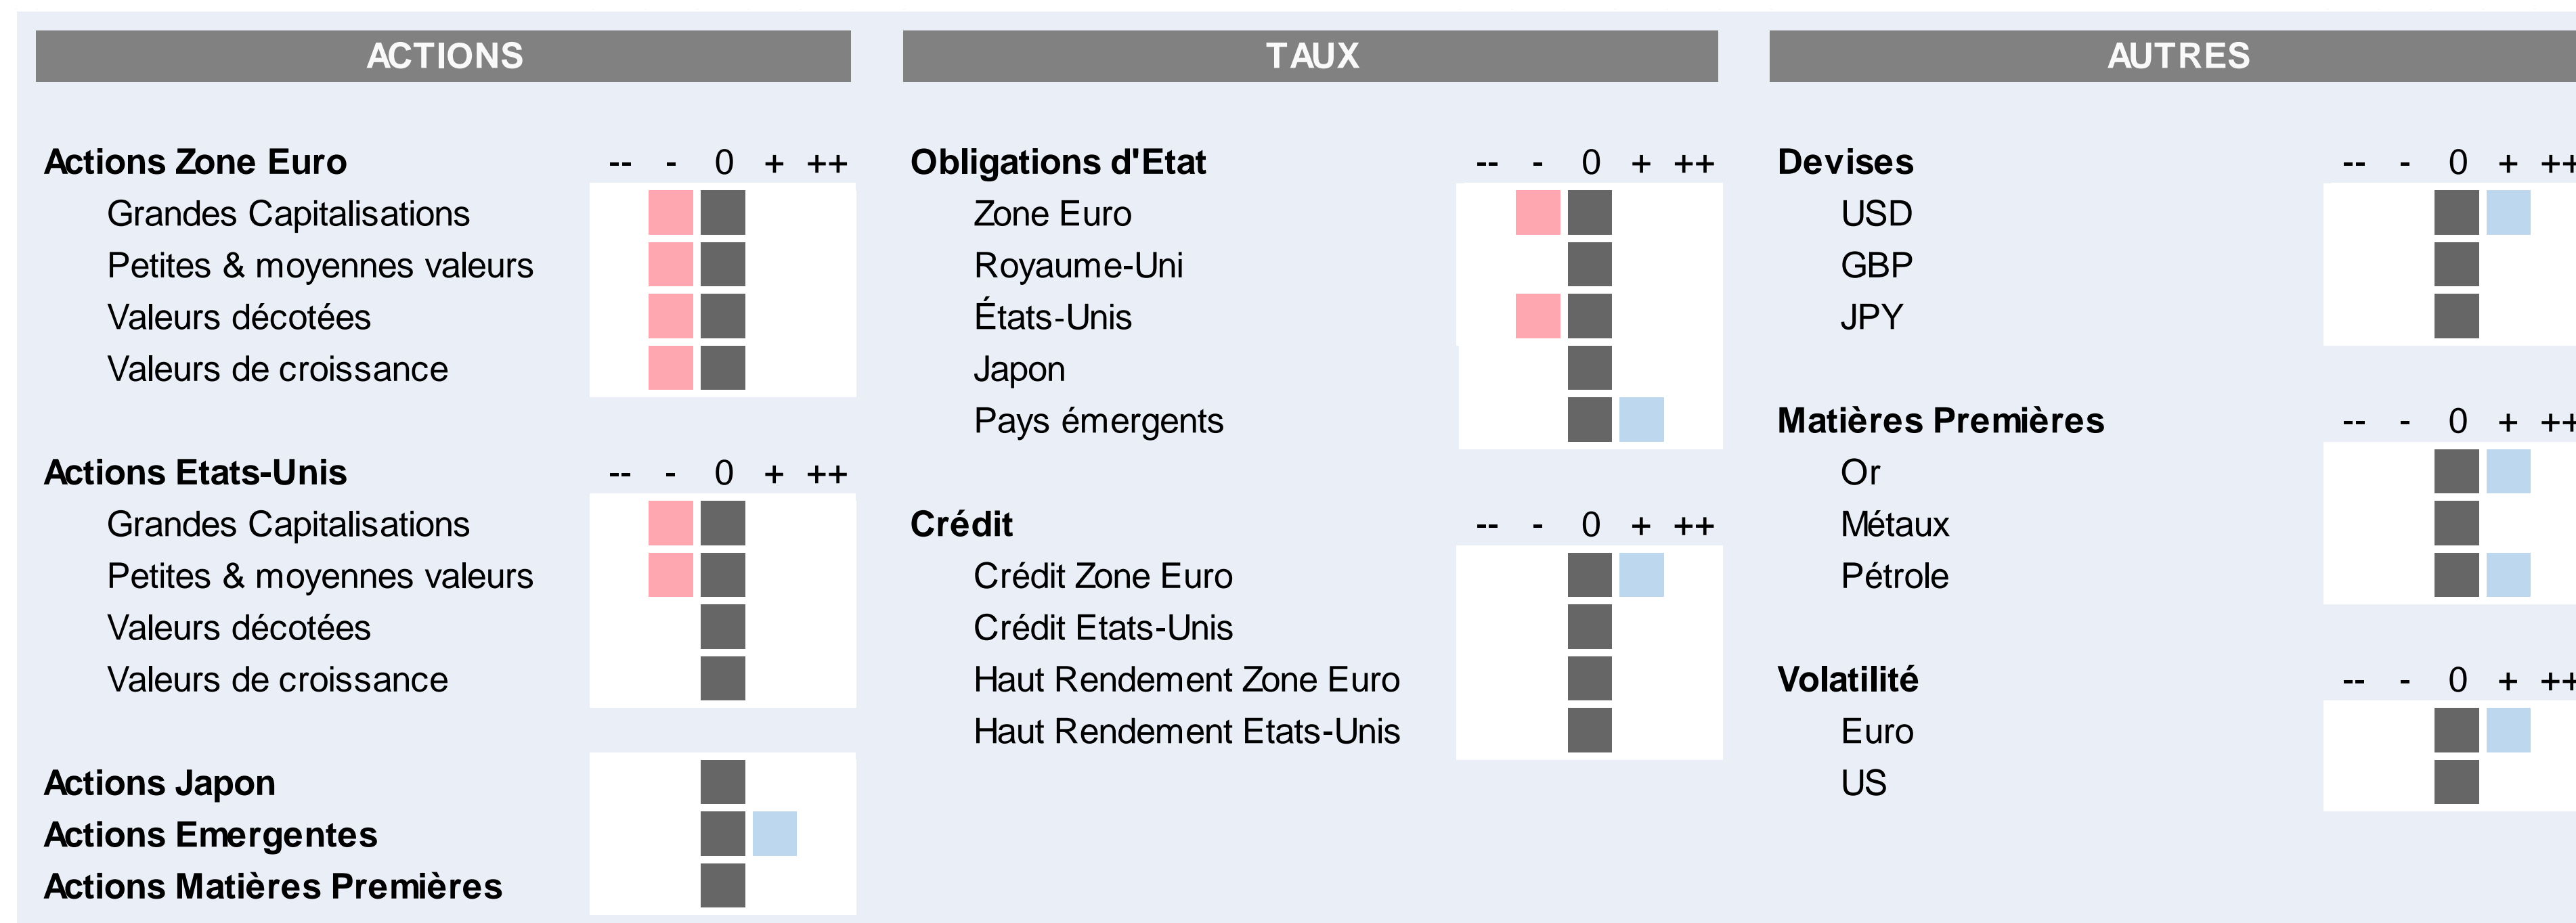 ACTIONS
Actions Zone Euro -- - 0 + ++
Grandes Capitalisations
Petites & moyennes valeurs
Valeurs décotées
Valeurs de croissance
Actions Etats-Unis -- - 0 + ++
Grandes Capitalisations
Petites & moyennes valeurs
Valeurs décotées
Valeurs de croissance
Actions Japon
Actions Emergentes
Actions Matières Premières
TAUX
Obligations d'Etat -- - 0 + ++
Zone Euro
Royaume-Uni
États-Unis
Japon
Pays émergents
Crédit -- - 0 + ++
Crédit Zone Euro
Crédit Etats-Unis
Haut Rendement Zone Euro
Haut Rendement Etats-Unis
AUTRES
Devises -- - 0 + ++
USD
GBP
JPY
Matières Premières -- - 0 + ++
Or
Métaux
Pétrole
Volatilité -- - 0 + ++
Euro
US